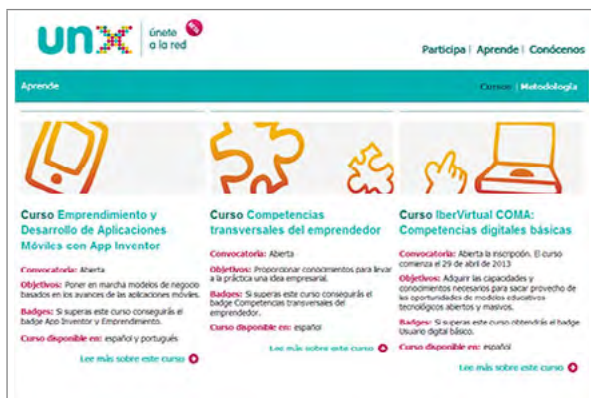 unx
únete
a la red
Participa | Aprende | Conócenos
Aprende
Cursos | Metodología
Curso Emprendimiento y
Desarrollo de Aplicaciones
Móviles con App Inventor
Convocatoria: Abierta
Objetivos: Poner en marcha modelos de negocio
basados en los avances de las aplicaciones móviles.
Badges: Si superas este curso conseguirás el
badge App Inventor y Emprendimiento.
Curso disponible en: español y portugués
Lee más sobre este curso
Curso Competencias
transversales del emprendedor
Convocatoria: Abierta
Objetivos: Proporcionar conocimientos para llevar
a la práctica una idea empresarial.
Badges: Si superas este curso conseguirás el
badge Competencias transversales del
emprendedor.
Curso disponible en: español
Lee más sobre este curso
Curso IberVirtual COMA:
Competencias digitales básicas
Convocatoria: Abierta la inscripción. El curso
comienza el 29 de abril de 2013
Objetivos: Adquirir las capacidades y
conocimientos necesarios para sacar provecho de
las oportunidades de modelos educativos
tecnológicos abiertos y masivos.
Badges: Si superas este curso obtendrás el badge
Usuario digital básico.
Curso disponible en: español
Lee más sobre este curso